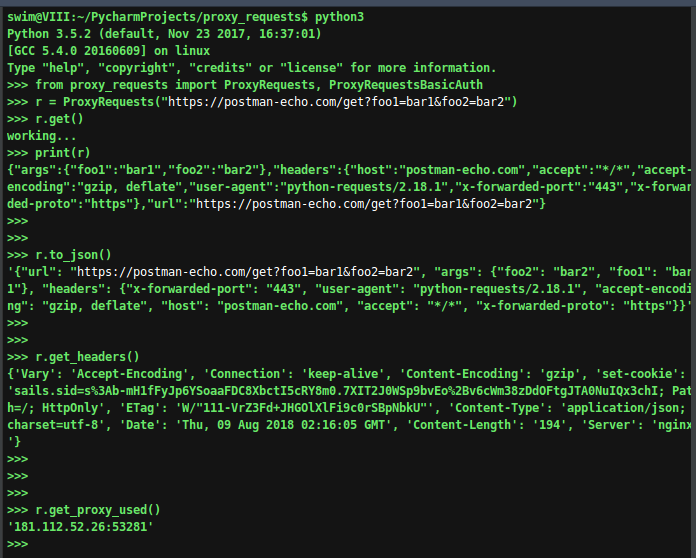 swim@VIII:~/PycharmProjects/proxy_requests$ python3
Python 3.5.2 (default, Nov 23 2017, 16:37:01)
[GCC 5.4.0 20160609] on linux
Type "help", "copyright", "credits" or "license" for more information.
>>> from proxy_requests import ProxyRequests, ProxyRequestsBasicAuth
>>> r = ProxyRequests("https://postman-echo.com/get?foo1=bar1&foo2=bar2")
>>> r.get()
working...
>>> print(r)
{"args":{"foo1":"bar1","foo2":"bar2"},"headers":{"host":"postman-echo.com","accept":"*/*","accept-
encoding":"gzip, deflate","user-agent":"python-requests/2.18.1","x-forwarded-port":"443","x-forwar
ded-proto":"https"},"url":"https://postman-echo.com/get?foo1=bar1&foo2=bar2"}
>>>
>>>
>>> r.to_json()
'{"url": "https://postman-echo.com/get?foo1=bar1&foo2=bar2", "args": {"foo2": "bar2", "foo1": "bar
1"}, "headers": {"x-forwarded-port": "443", "user-agent": "python-requests/2.18.1", "accept-encodi
ng": "gzip, deflate", "host": "postman-echo.com", "accept": "*/*", "x-forwarded-proto": "https"}}'
>>>
>>>
>>> r.get_headers()
{'Vary': 'Accept-Encoding', 'Connection': 'keep-alive', 'Content-Encoding': 'gzip', 'set-cookie':
'sails.sid=s%3Ab-mH1fFyJp6YSoaaFDC8XbctI5cRY8m0.7XIT2J0WSp9bvEo%2Bv6cWm38zDdOFtgJTA0NuIQx3chI; Pat
h=/; HttpOnly', 'ETag': 'W/"111-VrZ3Fd+JHGOlXlFi9c0rSBpNbkU"', 'Content-Type': 'application/json;
charset=utf-8', 'Date': 'Thu, 09 Aug 2018 02:16:05 GMT', 'Content-Length': '194', 'Server': 'nginx
'}
>>>
>>>
>>>
>>> r.get_proxy_used()
'181.112.52.26:53281'
>>>